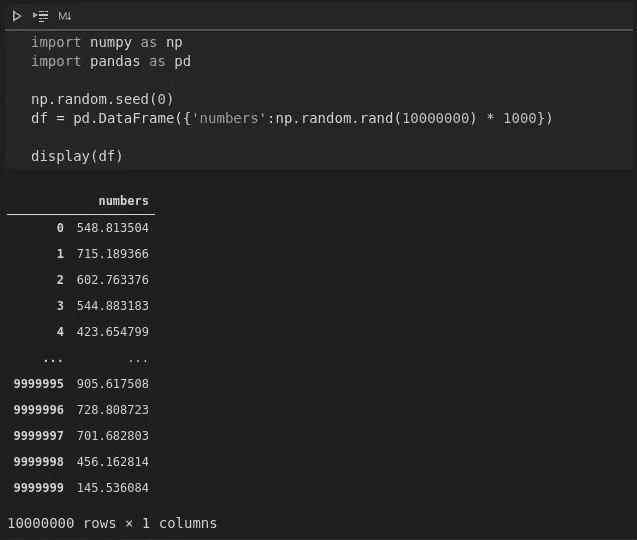 M↓
import numpy as np
import pandas as pd
np.random.seed(0)
df = pd.DataFrame({'numbers':np.random.rand(10000000) * 1000})
display(df)
numbers
0 548.813504
1 715.189366
2 602.763376
3 544.883183
4 423.654799
... ...
9999995 905.617508
9999996 728.808723
9999997 701.682803
9999998 456.162814
9999999 145.536084
10000000 rows × 1 columns